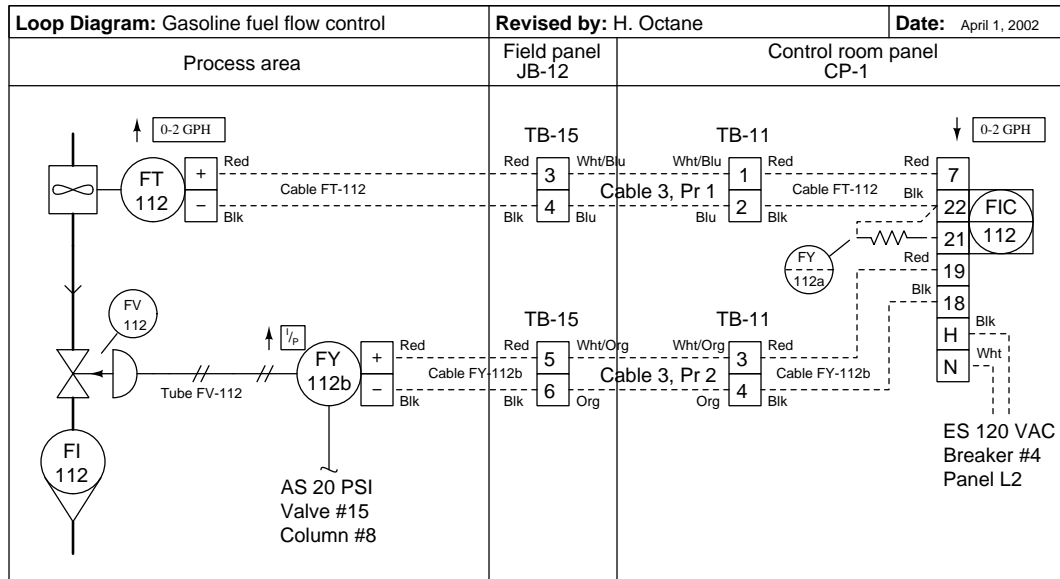 Loop Diagram: Gasoline fuel flow control
Revised by: H. Octane
Date: April 1, 2002
Process area
Field panel
JB-12
Control room panel
CP-1
0-2 GPH
TB-15
TB-11
0-2 GPH
FT
112
+
−
Red
Blk
Cable FT-112
Red
Blk
3
4
Wht/Blu
Blu
Cable 3, Pr 1
Wht/Blu
Blu
1
2
Red
Blk
Cable FT-112
Red
Blk
7
22
21
19
18
H
N
FIC
112
FY
112a
Red
Blk
Blk
Wht
FV
112
Tube FV-112
I/P
FY
112b
+
−
Red
Blk
Cable FY-112b
TB-15
Red
Blk
5
6
Wht/Org
Org
Cable 3, Pr 2
TB-11
Wht/Org
Org
3
4
Red
Blk
Cable FY-112b
FI
112
AS 20 PSI
Valve #15
Column #8
ES 120 VAC
Breaker #4
Panel L2